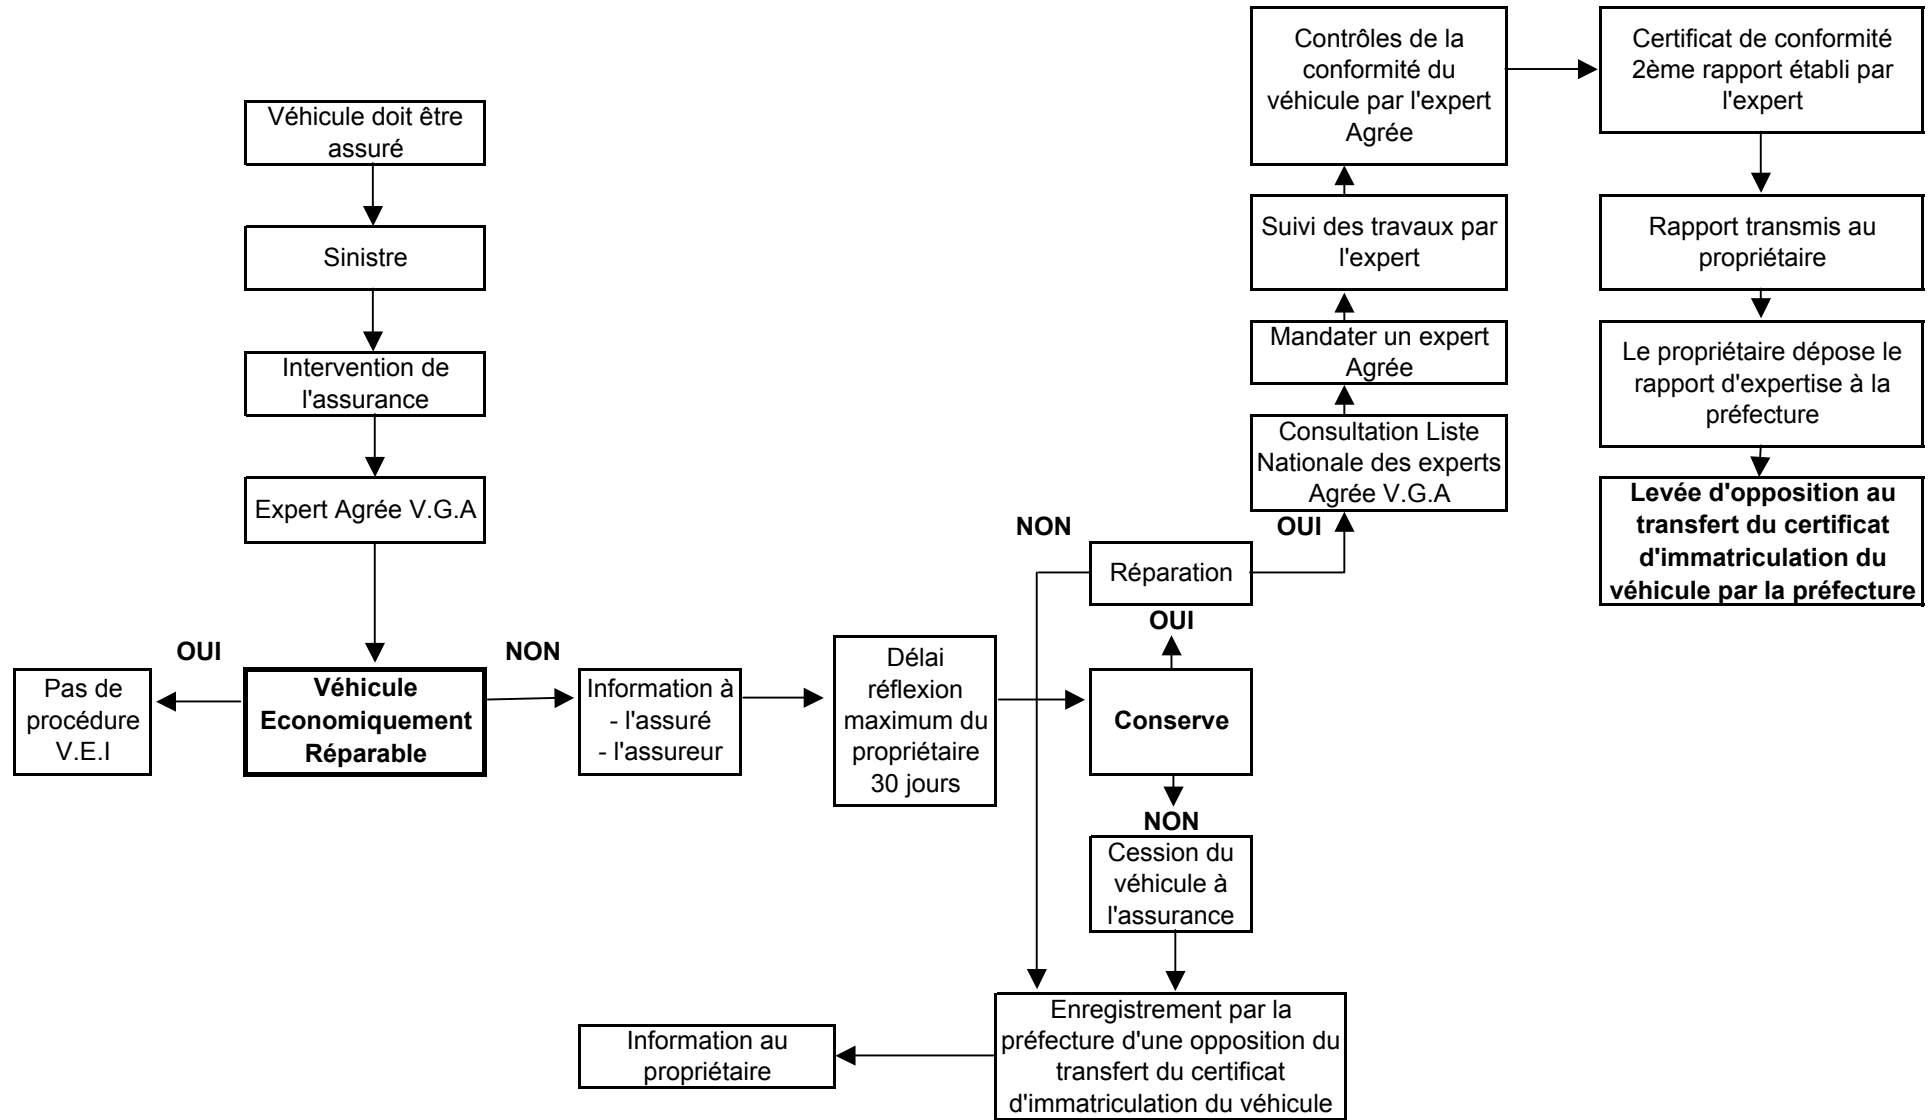 Véhicule doit être
assuré
Sinistre
Intervention de
l'assurance
Expert Agrée V.G.A
OUI
NON
Pas de
procédure
V.E.I
Véhicule
Economiquement
Réparable
Information à
- l'assuré
- l'assureur
Délai
réflexion
maximum du
propriétaire
30 jours
Conserve
OUI
Réparation
NON
OUI
Consultation Liste
Nationale des experts
Agrée V.G.A
Mandater un expert
Agrée
Suivi des travaux par
l'expert
Contrôles de la
conformité du
véhicule par l'expert
Agrée
Certificat de conformité
2ème rapport établi par
l'expert
Rapport transmis au
propriétaire
Le propriétaire dépose le
rapport d'expertise à la
préfecture
Levée d'opposition au
transfert du certificat
d'immatriculation du
véhicule par la préfecture
NON
Cession du
véhicule à
l'assurance
Enregistrement par la
préfecture d'une opposition du
transfert du certificat
d'immatriculation du véhicule
Information au
propriétaire